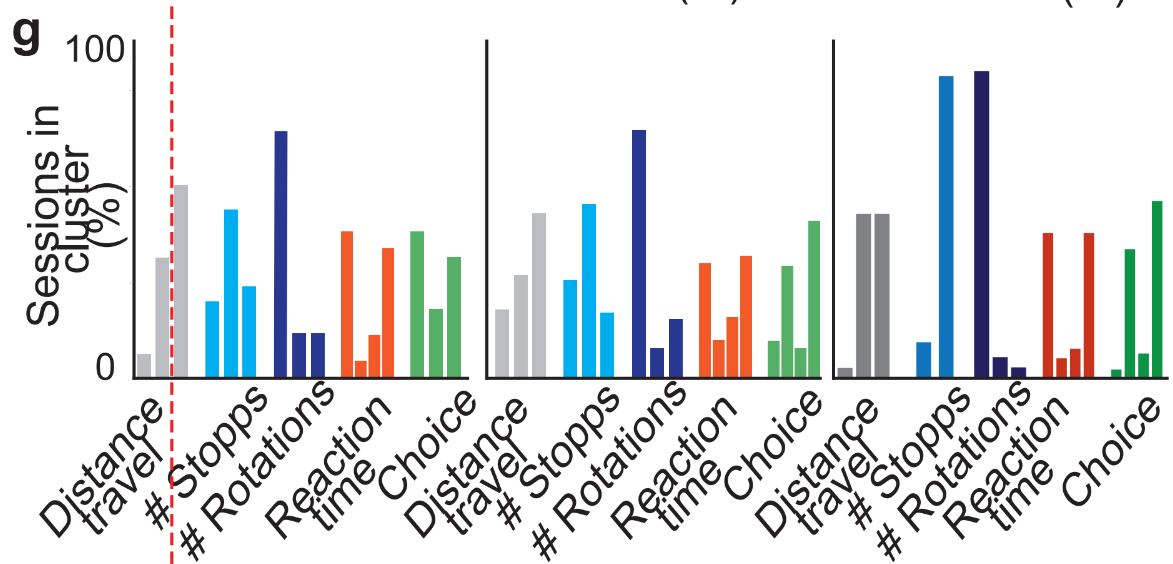 g
100
Sessions in
cluster
(%)
0
Distance
travel
# Stopps
# Rotations
Reaction
time
Choice
Distance
travel
# Stopps
# Rotations
Reaction
time
Choice
Distance
travel
# Stopps
# Rotations
Reaction
time
Choice